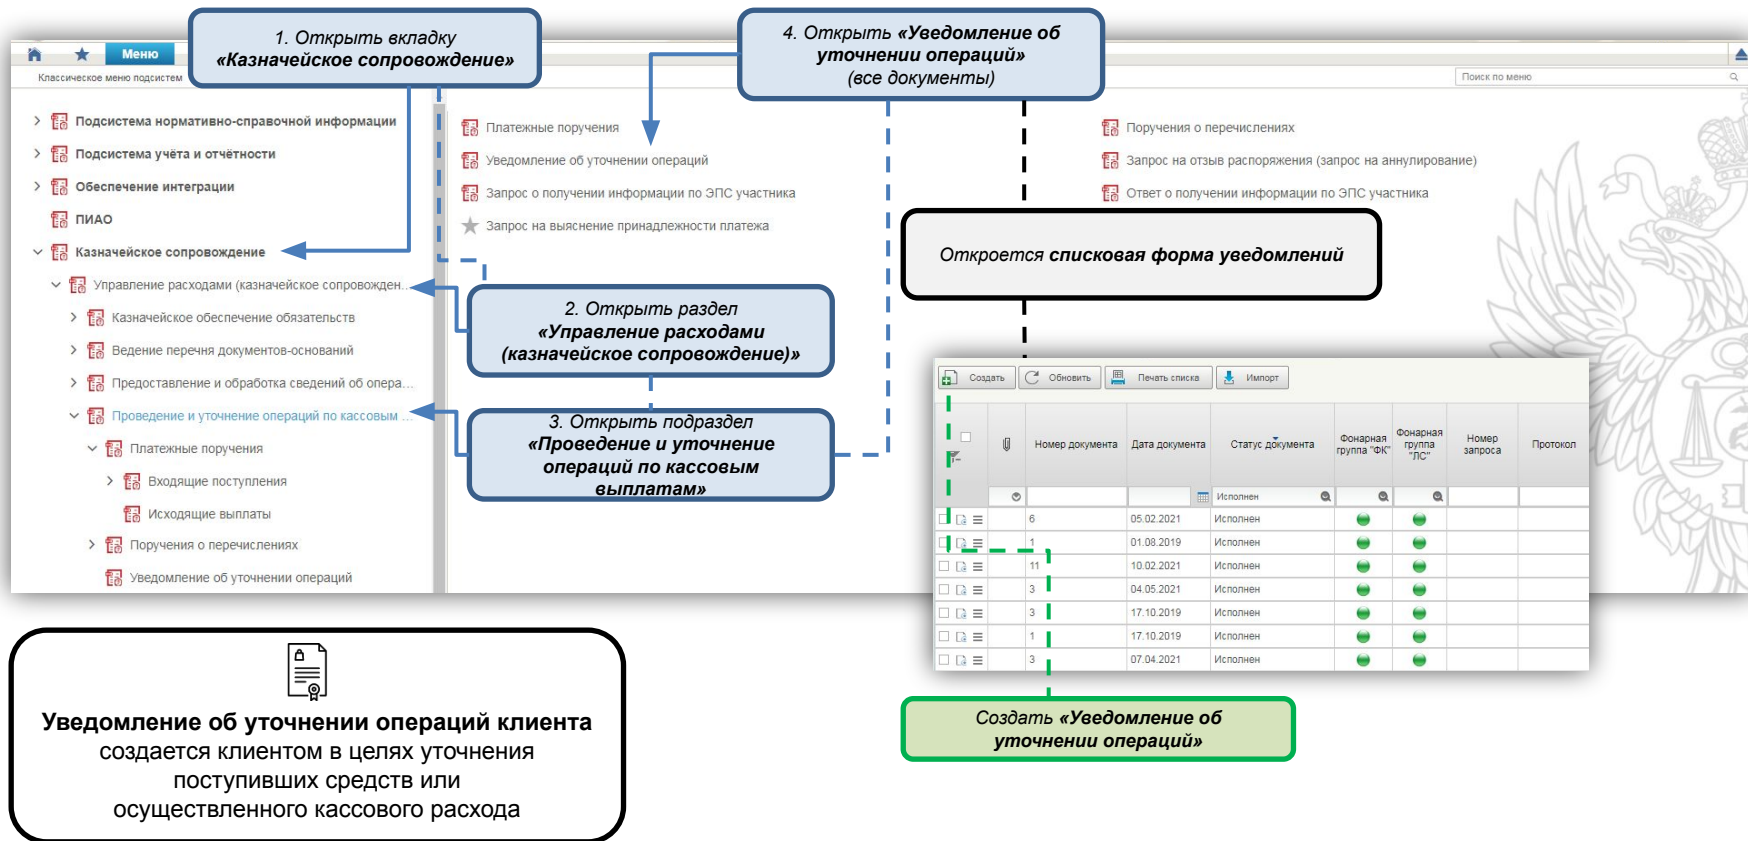 1. Открыть вкладку
«Казначейское сопровождение»
4. Открыть «Уведомление об
уточнении операций»
(все документы)
Меню
Классическое меню подсистем
Поиск по меню
Подсистема нормативно-справочной информации
Подсистема учёта и отчётности
Обеспечение интеграции
ПИАО
Казначейское сопровождение
Управление расходами (казначейское сопровожден...
Казначейское обеспечение обязательств
Ведение перечня документов-оснований
Предоставление и обработка сведений об опера...
Проведение и уточнение операций по кассовым ...
Платежные поручения
Входящие поступления
Исходящие выплаты
Поручения о перечислениях
Уведомление об уточнении операций
Платежные поручения
Уведомление об уточнении операций
Запрос о получении информации по ЭПС участника
Запрос на выяснение принадлежности платежа
Поручения о перечислениях
Запрос на отзыв распоряжения (запрос на аннулирование)
Ответ о получении информации по ЭПС участника
Откроется списковая форма уведомлений
2. Открыть раздел
«Управление расходами
(казначейское сопровождение)»
3. Открыть подраздел
«Проведение и уточнение
операций по кассовым
выплатам»
Создать Обновить Печать списка Импорт
Номер документа Дата документа Статус документа Фонарная группа "ФК" Фонарная группа "ЛС" Номер запроса Протокол
Исполнен
6 05.02.2021 Исполнен
1 01.08.2019 Исполнен
11 10.02.2021 Исполнен
3 04.05.2021 Исполнен
3 17.10.2019 Исполнен
1 17.10.2019 Исполнен
3 07.04.2021 Исполнен
Создать «Уведомление об
уточнении операций»
Уведомление об уточнении операций клиента
создается клиентом в целях уточнения
поступивших средств или
осуществленного кассового расхода